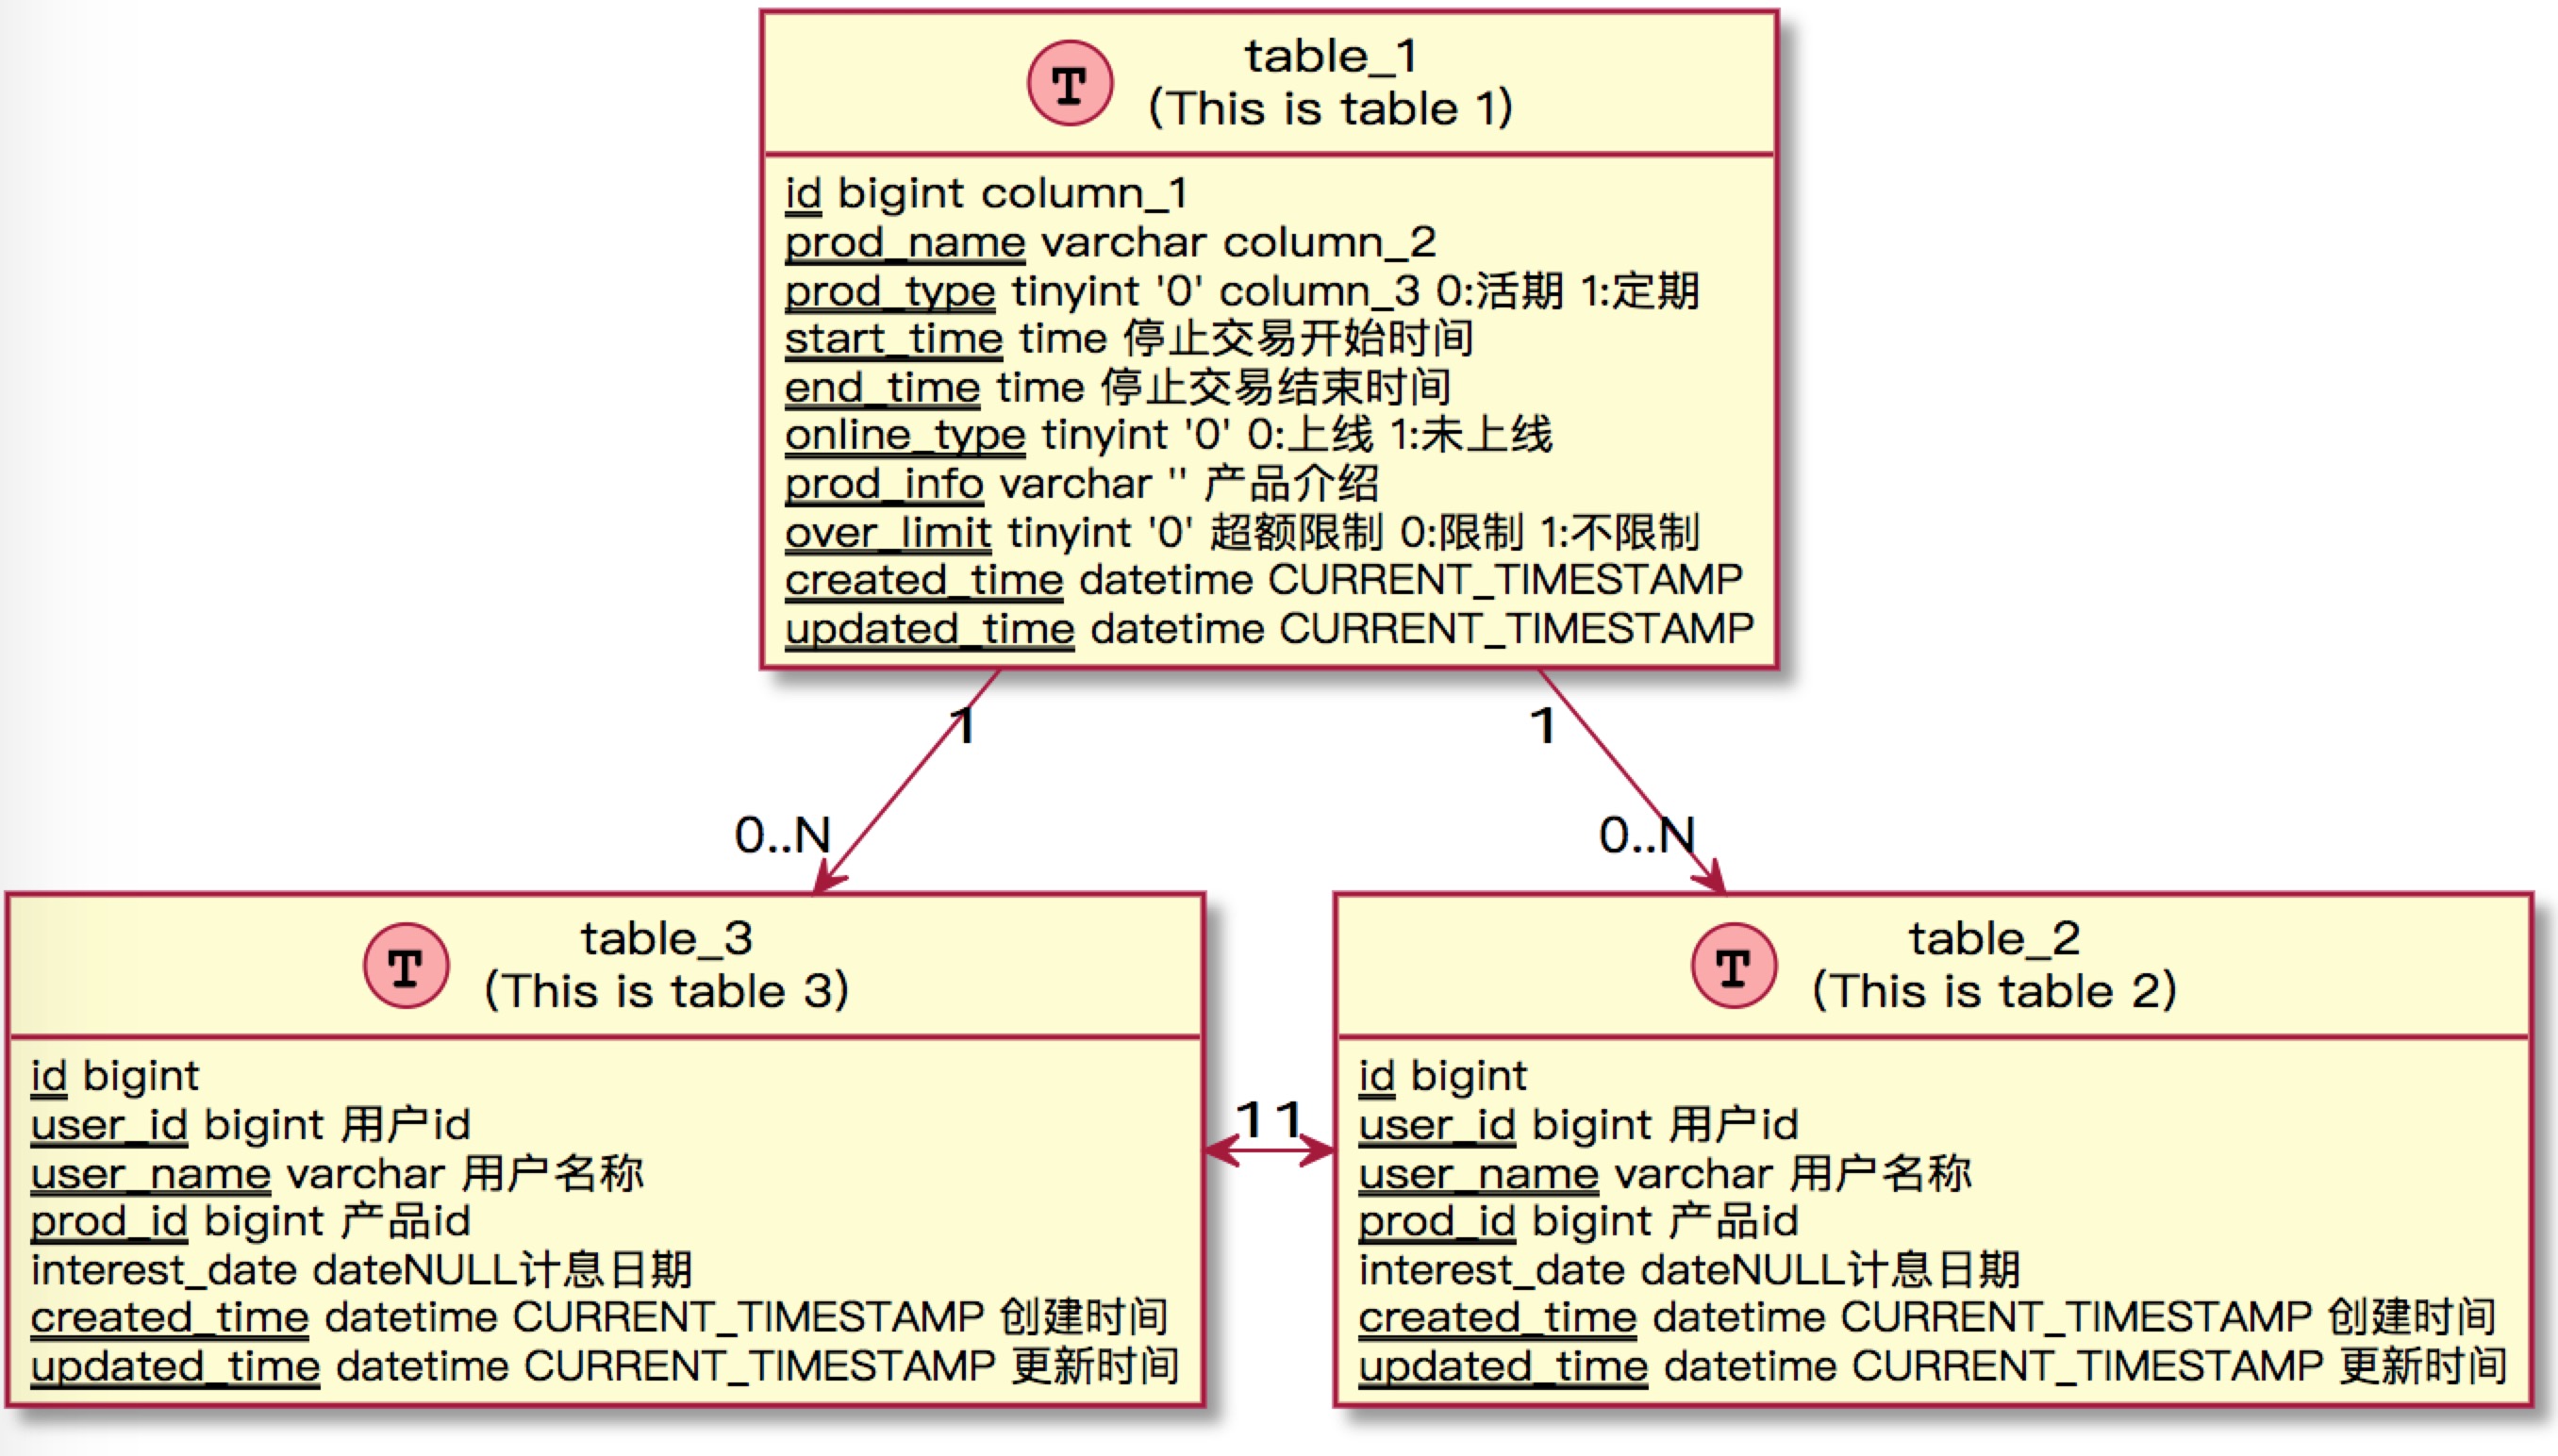 T
table_1
(This is table 1)
id bigint column_1
prod_name varchar column_2
prod_type tinyint '0' column_3 0:活期 1:定期
start_time time 停止交易开始时间
end_time time 停止交易结束时间
online_type tinyint '0' 0:上线 1:未上线
prod_info varchar '' 产品介绍
over_limit tinyint '0' 超额限制 0:限制 1:不限制
created_time datetime CURRENT_TIMESTAMP
updated_time datetime CURRENT_TIMESTAMP
1
1
0..N
0..N
T
table_3
(This is table 3)
id bigint
user_id bigint 用户id
user_name varchar 用户名称
prod_id bigint 产品id
interest_date dateNULL计息日期
created_time datetime CURRENT_TIMESTAMP 创建时间
updated_time datetime CURRENT_TIMESTAMP 更新时间
1 1
T
table_2
(This is table 2)
id bigint
user_id bigint 用户id
user_name varchar 用户名称
prod_id bigint 产品id
interest_date dateNULL计息日期
created_time datetime CURRENT_TIMESTAMP 创建时间
updated_time datetime CURRENT_TIMESTAMP 更新时间